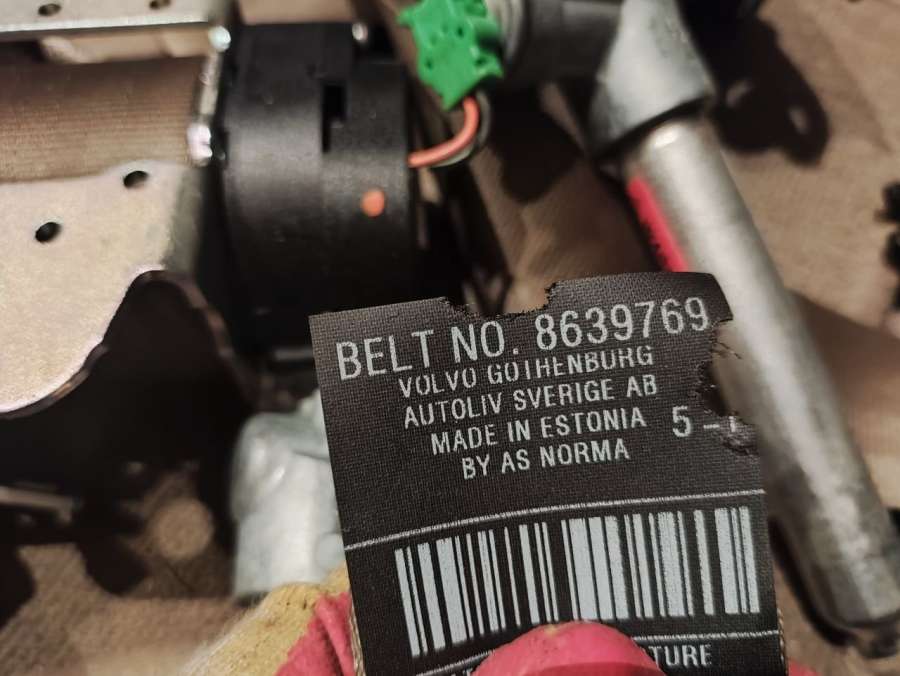 BELT NO. 8639769
VOLVO GOTHENBURG
AUTOLIV SVERIGE AB
MADE IN ESTONIA 5-
BY AS NORMA